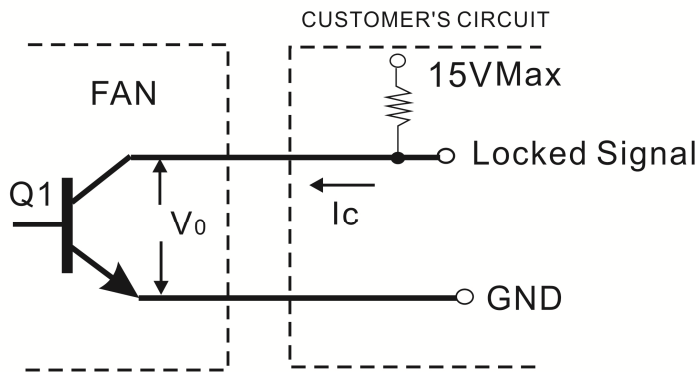 CUSTOMER'S CIRCUIT
FAN
15VMax
Locked Signal
Q1
V0
Ic
GND